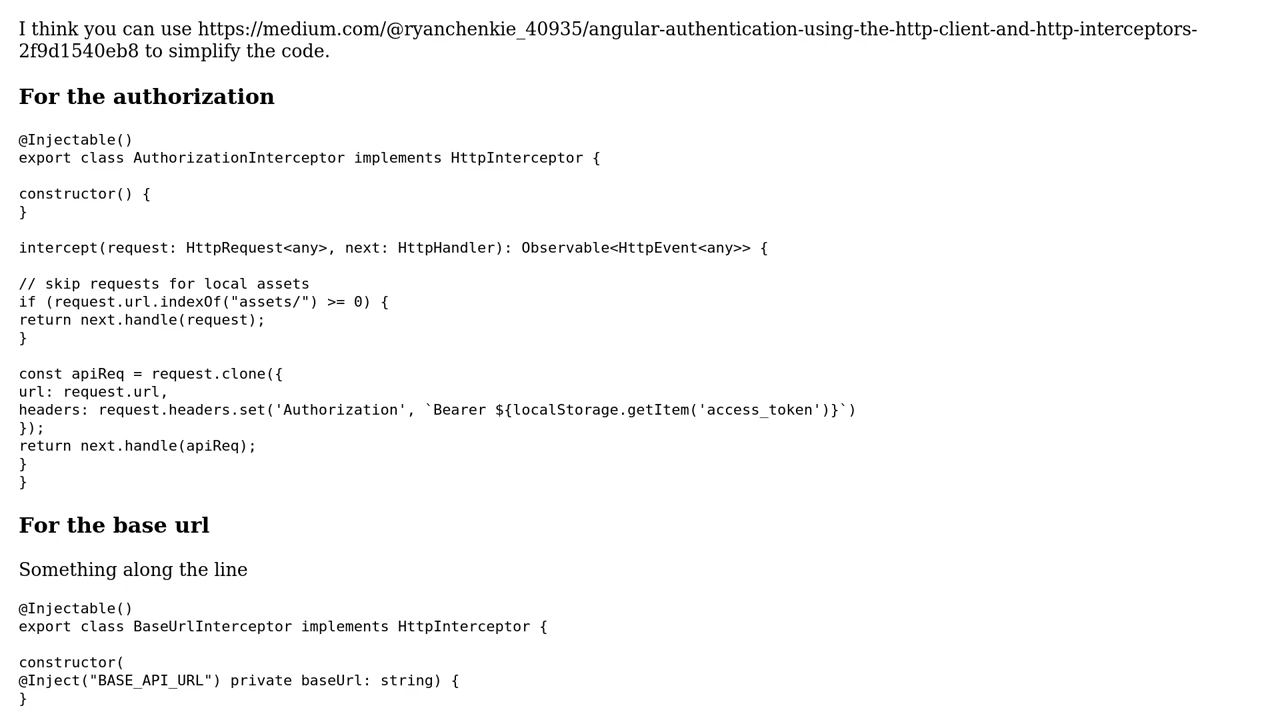 I think you can use https://medium.com/@ryanchenkie_40935/angular-authentication-using-the-http-client-and-http-interceptors-
2f9d1540eb8 to simplify the code.
For the authorization
@Injectable()
export class AuthorizationInterceptor implements HttpInterceptor {
constructor() {
}
intercept(request: HttpRequest<any>, next: HttpHandler): Observable<HttpEvent<any>> {
// skip requests for local assets
if (request.url.indexOf("assets/") >= 0) {
return next.handle(request);
}
const apiReq = request.clone({
url: request.url,
headers: request.headers.set('Authorization', `Bearer ${localStorage.getItem('access_token')}`)
});
return next.handle(apiReq);
}
}
For the base url
Something along the line
@Injectable()
export class BaseUrlInterceptor implements HttpInterceptor {
constructor(
@Inject("BASE_API_URL") private baseUrl: string) {
}